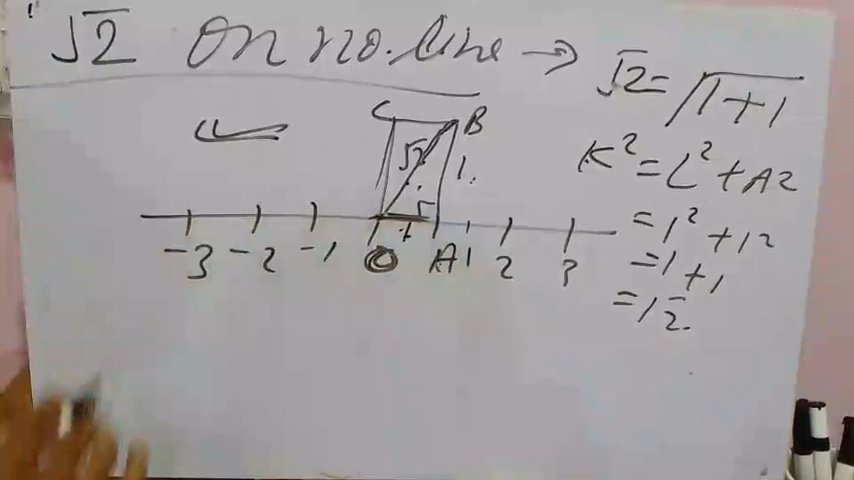 √2 on no. line → √2 = √1+1
C B
√2 1.
K² = L² + A2
= 1² + 1²
= 1 + 1
-3 -2 -1 0 1 A 1 2 3
= √2.